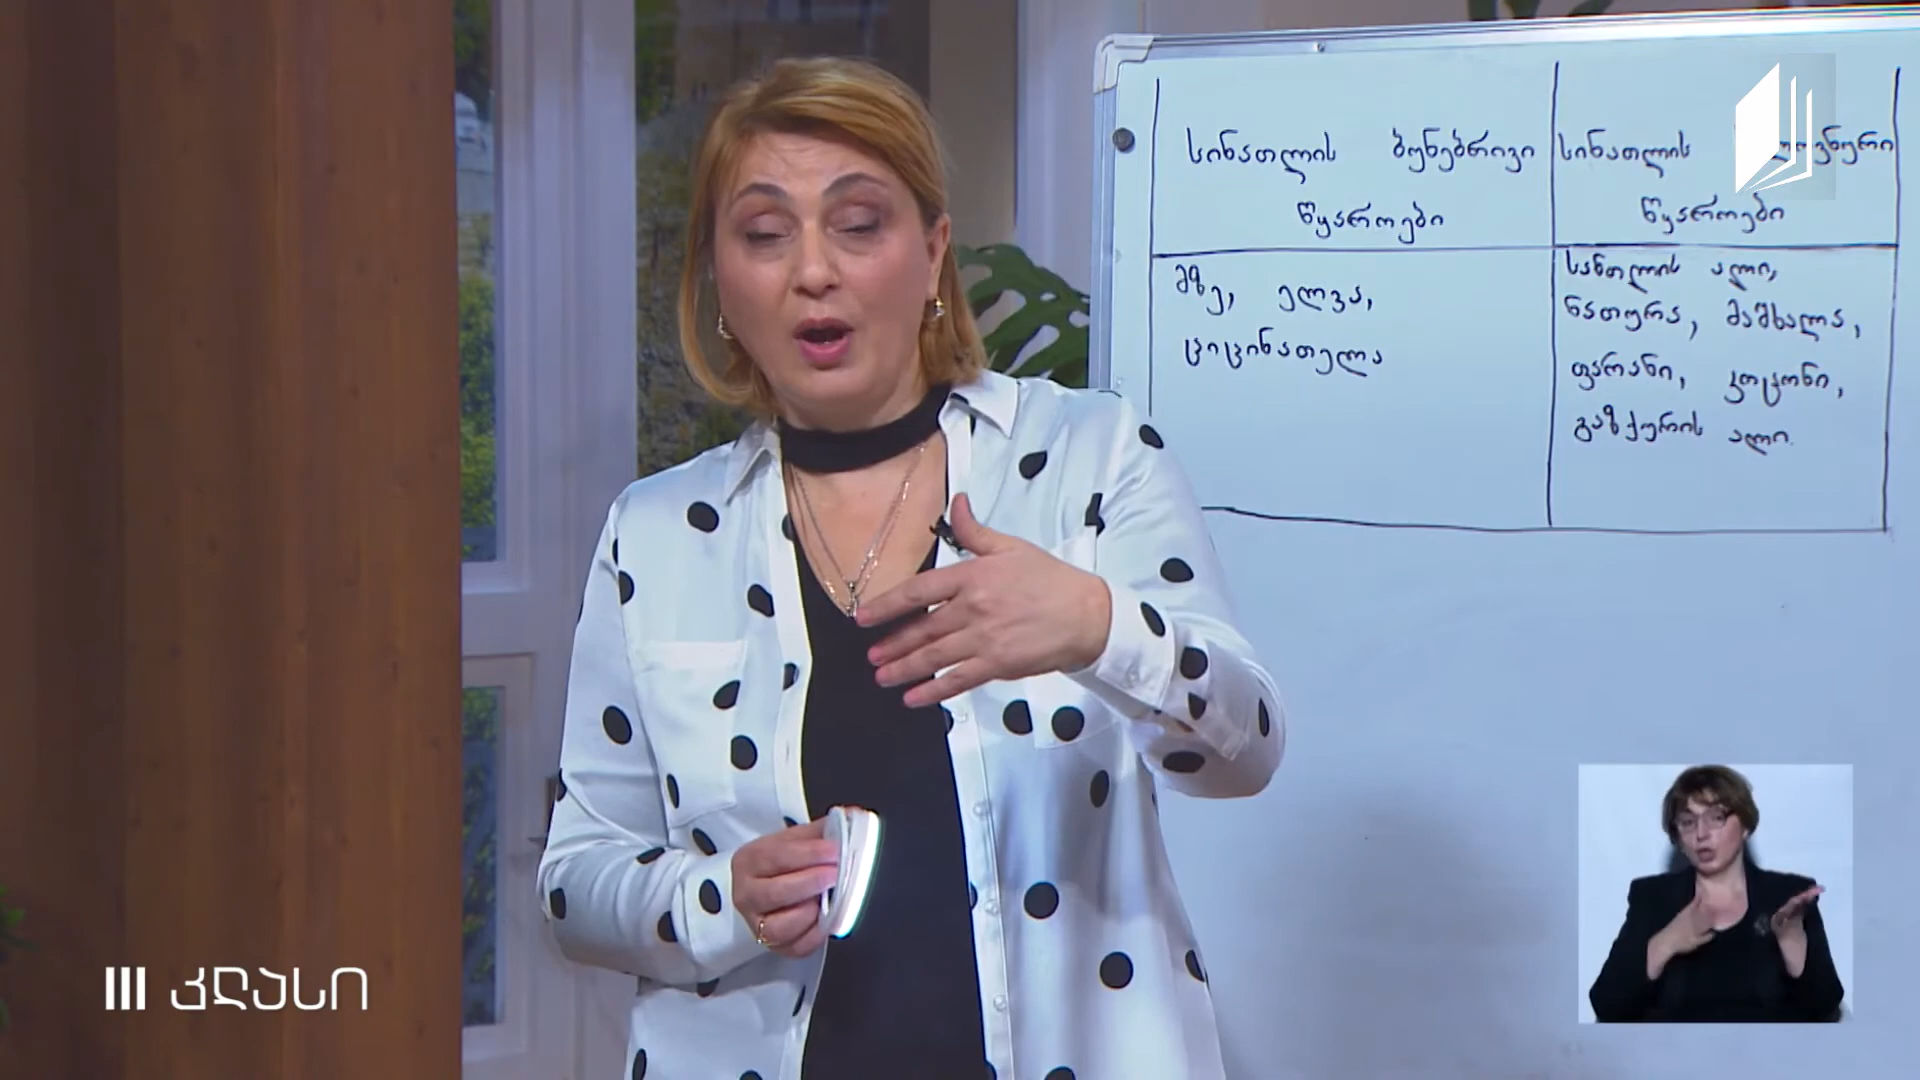 სინათლის ბუნებრივი
წყაროები
მზე, ელვა,
ციცინათელა
სინათლის
წყაროები
სანთლის ალი,
ნათურა, მაშხალა,
ფარანი, კოცონი,
გაზქურის ალი.
III კლასი